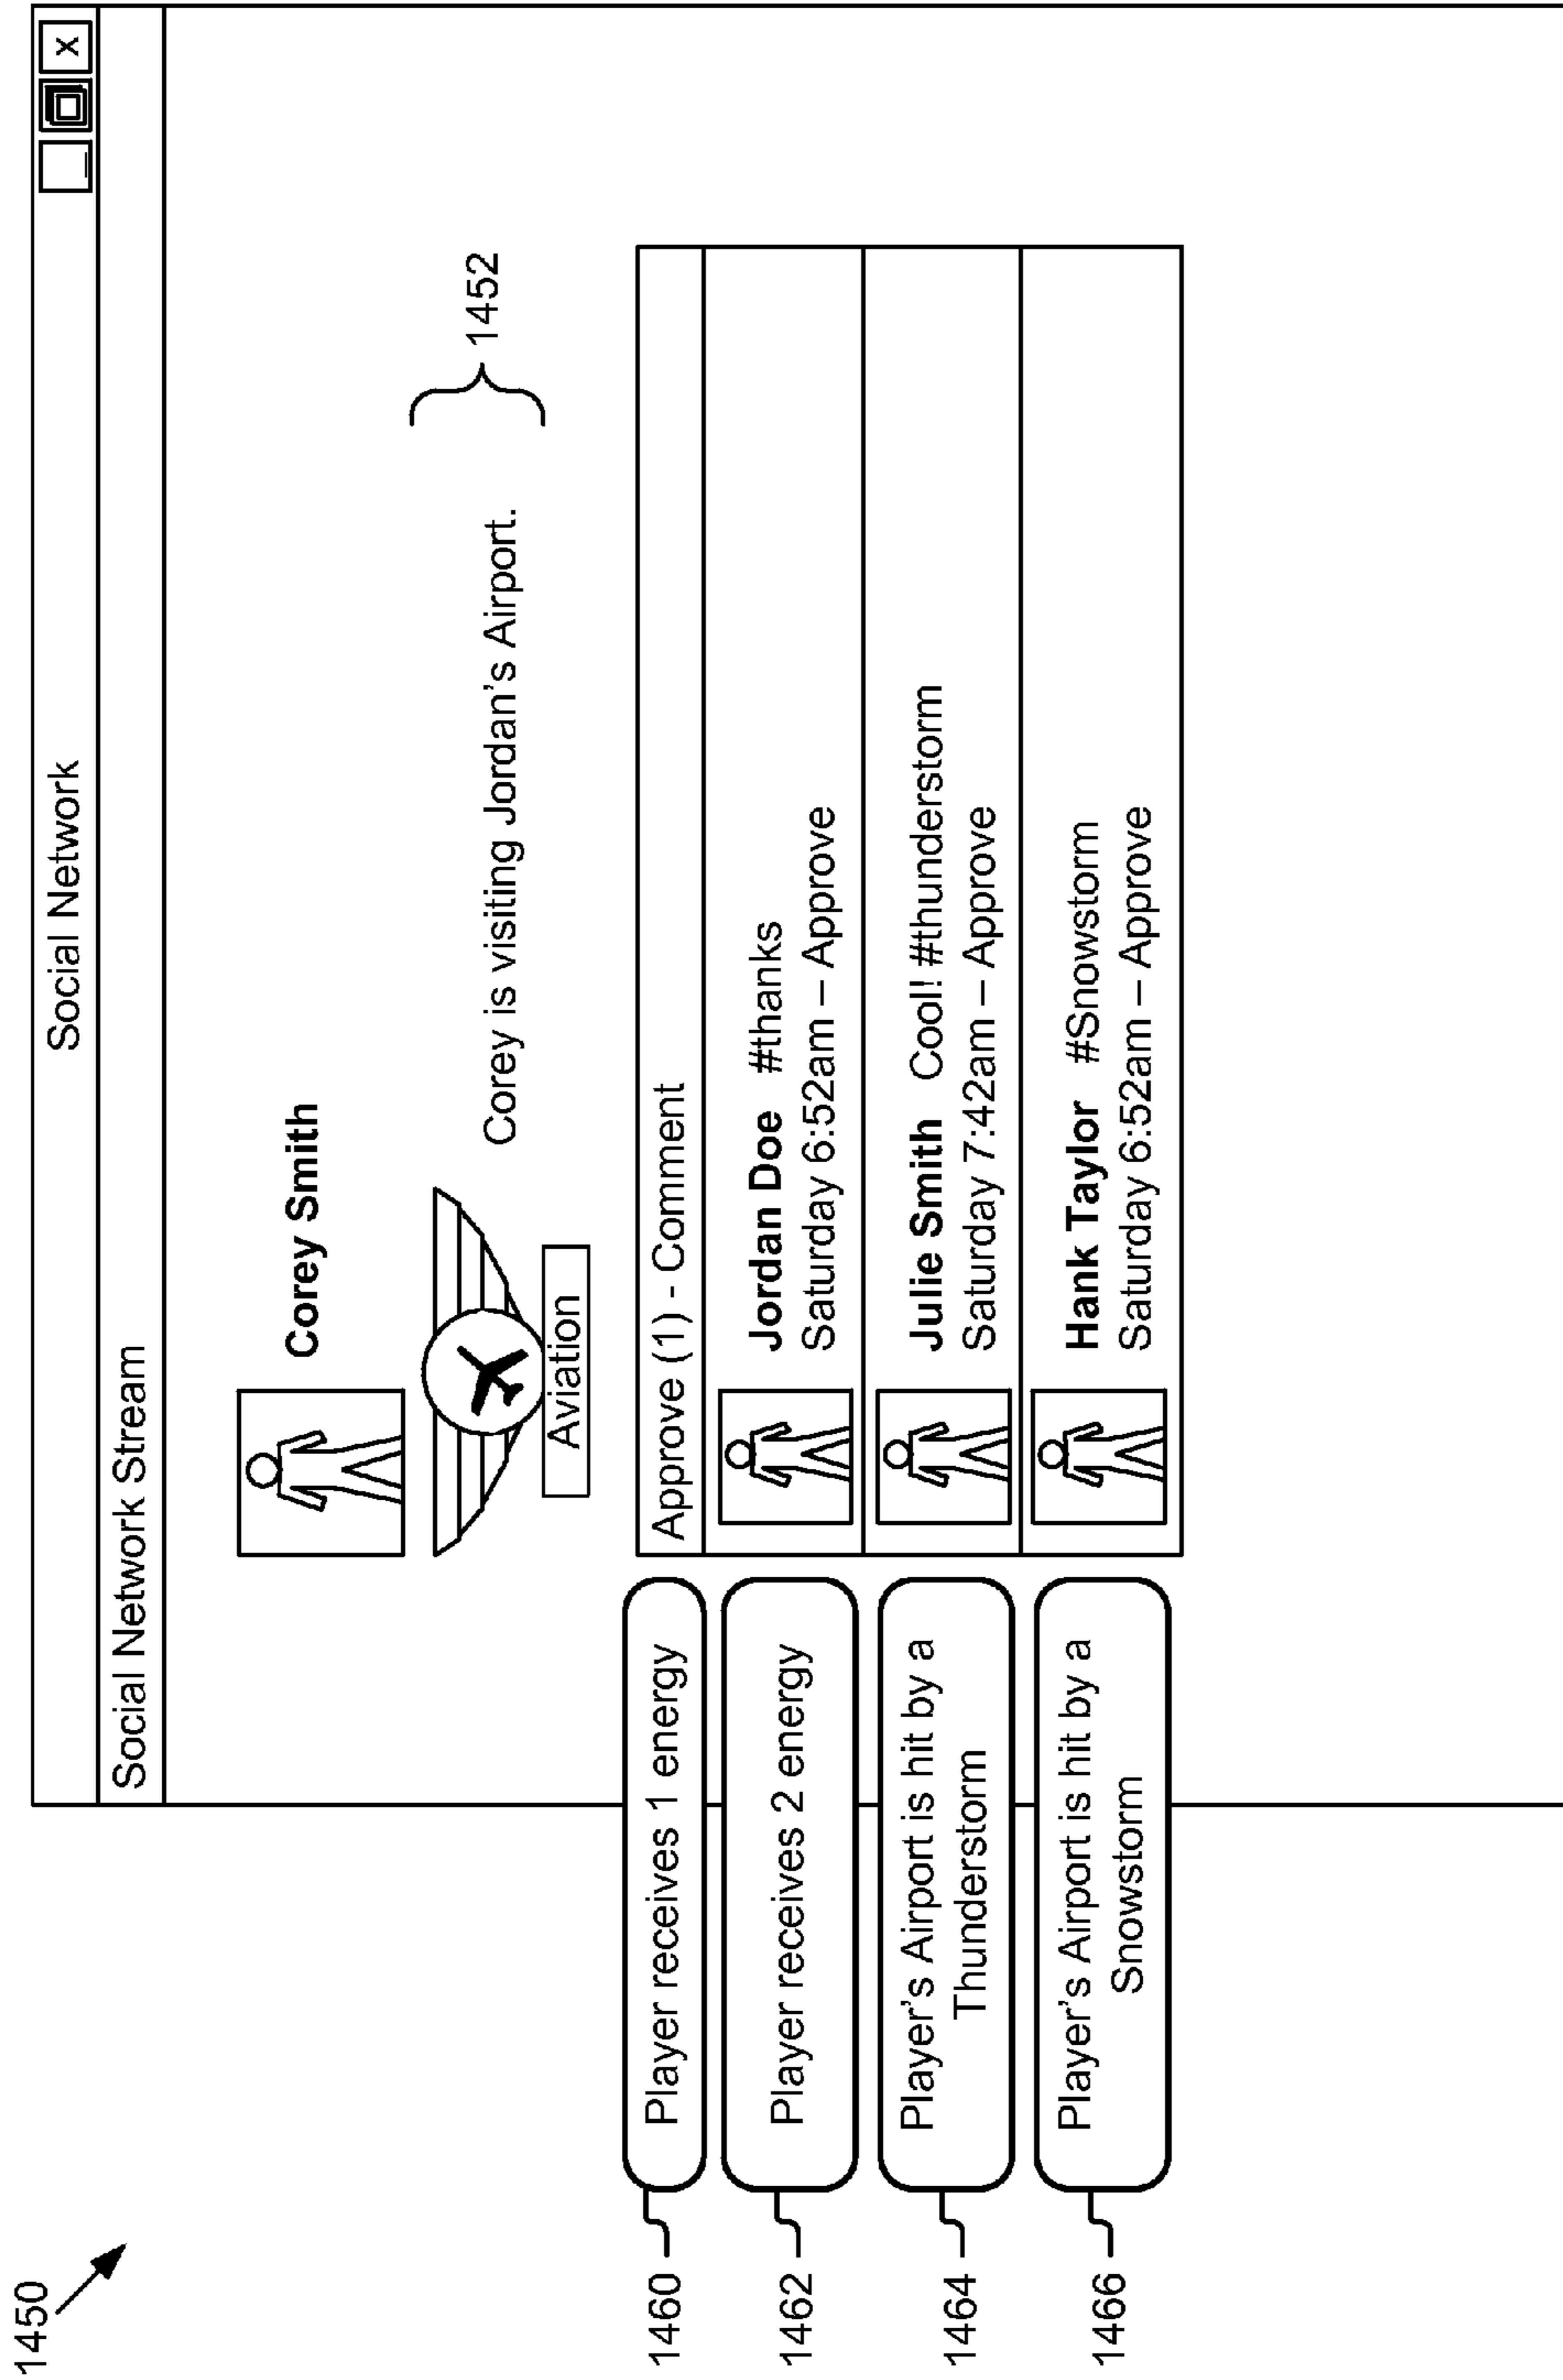 1450
Social Network
X
Social Network Stream
Corey Smith
Corey is visiting Jordan's Airport.
1452
Aviation
1460
Player receives 1 energy
Approve (1) - Comment
1462
Player receives 2 energy
Jordan Doe #thanks
Saturday 6:52am – Approve
1464
Player's Airport is hit by a
Thunderstorm
Julie Smith Cool! #thunderstorm
Saturday 7:42am – Approve
1466
Player's Airport is hit by a
Snowstorm
Hank Taylor #Snowstorm
Saturday 6:52am – Approve